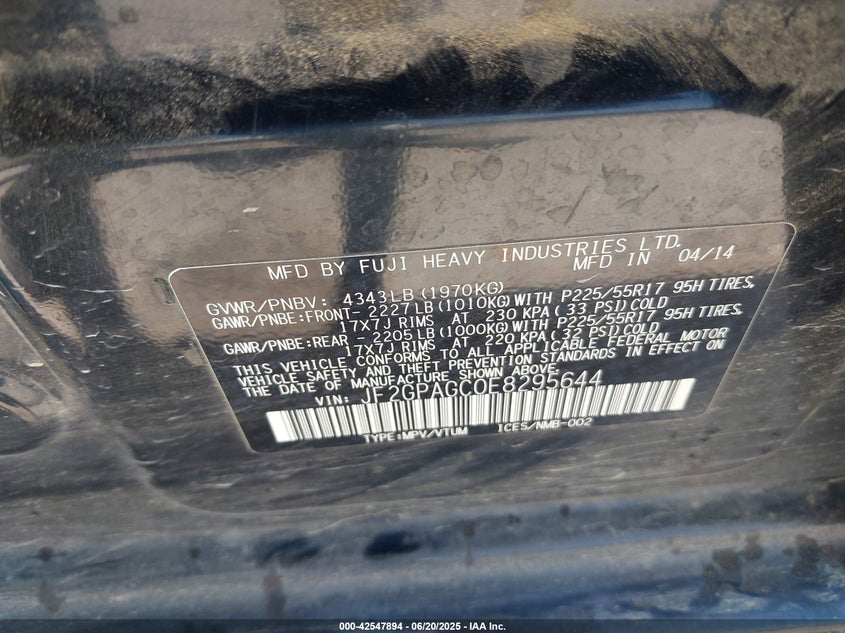 MFD BY FUJI HEAVY INDUSTRIES LTD.
MFD IN 04/14
GVWR/PNBV: 4343LB(1970KG)
GAWR/PNBE:FRONT-2227LB(1010KG)WITH P225/55R17 95H TIRES,
17X7J RIMS AT 230 KPA(33 PSI)COLD
GAWR/PNBE:REAR -2205LB(1000KG)WITH P225/55R17 95H TIRES,
17X7J RIMS AT 220 KPA(32 PSI)COLD
THIS VEHICLE CONFORMS TO ALL APPLICABLE FEDERAL MOTOR
VEHICLE SAFETY AND THEFT PREVENTION STANDARDS IN EFFECT ON
THE DATE OF MANUFACTURE SHOWN ABOVE.
VIN: JF2GPAGC0E8295644
TYPE:MPV/VTUM ICES/NMB-002
000-42547894 - 06/20/2025 - IAA Inc.